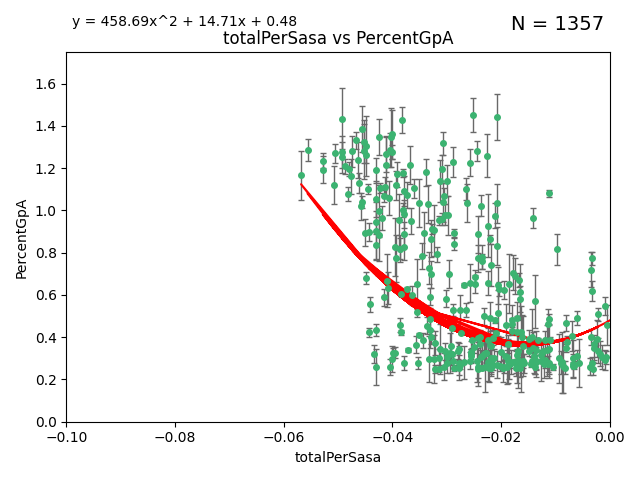 y = 458.69x^2 + 14.71x + 0.48
N = 1357
totalPerSasa vs PercentGpA
1.6
1.4
1.2
1.0
0.8
0.6
0.4
0.2
0.0
PercentGpA
−0.10 −0.08 −0.06 −0.04 −0.02 0.00
totalPerSasa